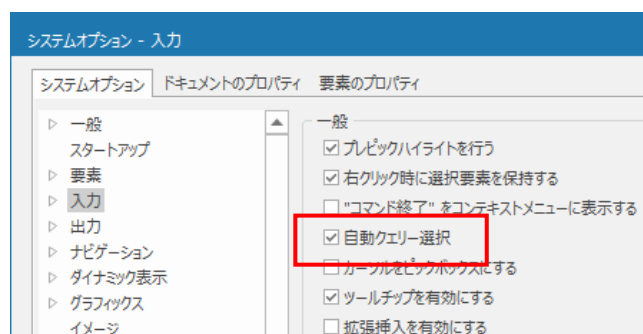 システムオプション - 入力
システムオプション ドキュメントのプロパティ 要素のプロパティ
一般
スタートアップ
要素
入力
出力
ナビゲーション
ダイナミック表示
グラフィックス
イメージ
一般
プレピックハイライトを行う
右クリック時に選択要素を保持する
"コマンド終了" をコンテキストメニューに表示する
自動クエリー選択
カーソルをピックボックスにする
ツールチップを有効にする
拡張挿入を有効にする